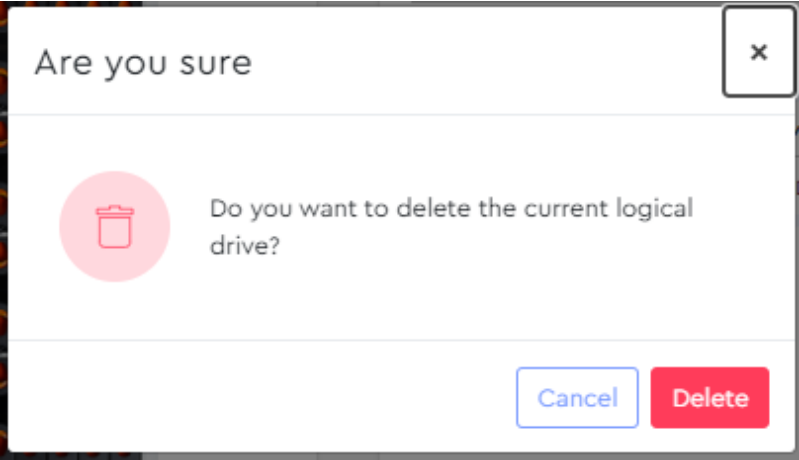 Are you sure
×
Do you want to delete the current logical
drive?
Cancel
Delete